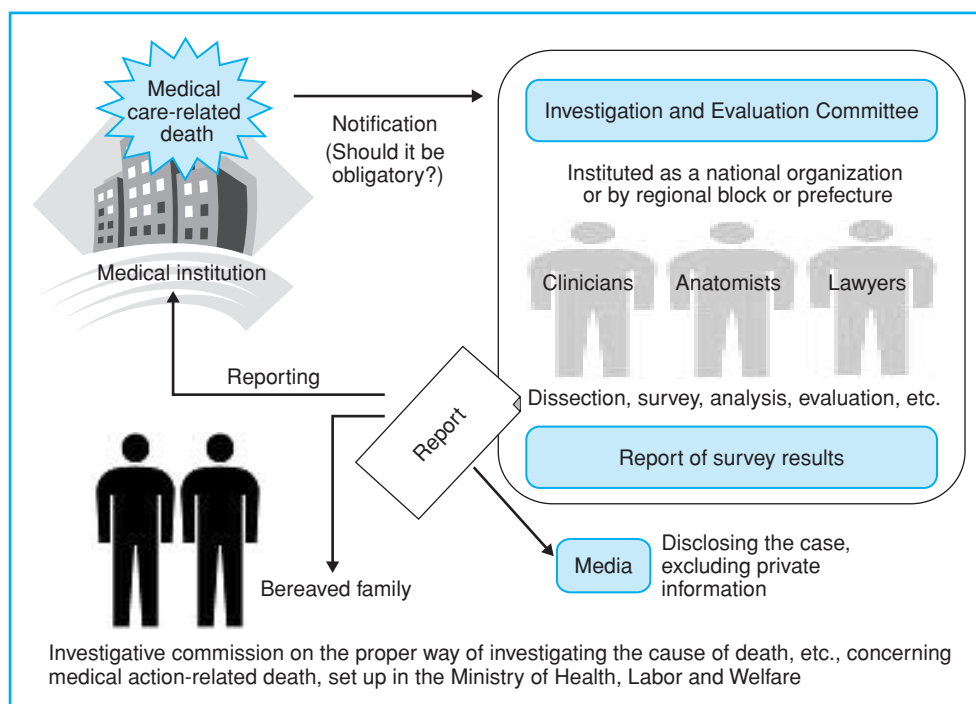 Medical
care-related
death
Notification
(Should it be
obligatory?)
Medical institution
Investigation and Evaluation Committee
Instituted as a national organization
or by regional block or prefecture
Clinicians
Anatomists
Lawyers
Dissection, survey, analysis, evaluation, etc.
Report of survey results
Reporting
Report
Bereaved family
Media
Disclosing the case,
excluding private
information
Investigative commission on the proper way of investigating the cause of death, etc., concerning
medical action-related death, set up in the Ministry of Health, Labor and Welfare